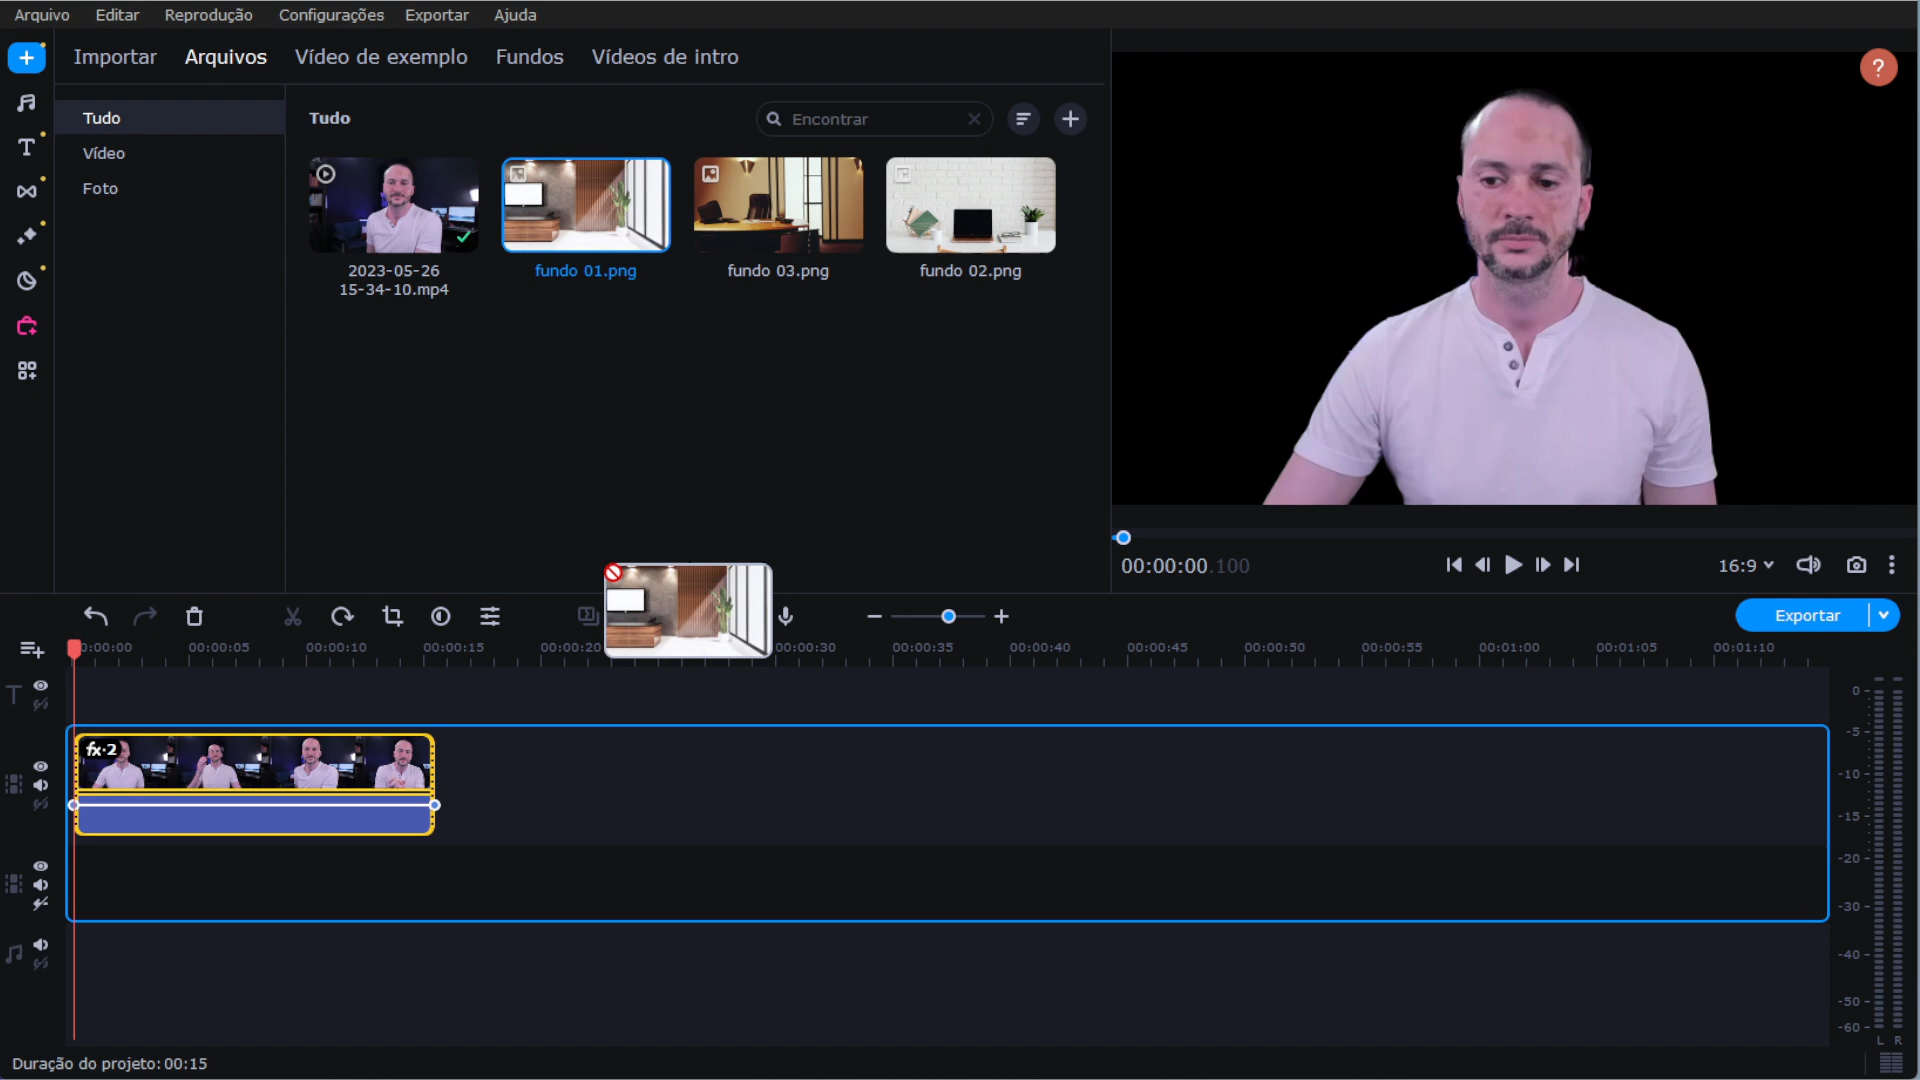 Arquivo Editar Reprodução Configurações Exportar Ajuda
Importar Arquivos Vídeo de exemplo Fundos Vídeos de intro
Tudo
Vídeo
Foto
Tudo
Encontrar
2023-05-26
15-34-10.mp4
fundo 01.png
fundo 03.png
fundo 02.png
?
00:00:00.100
16:9
Exportar
0:00:00 00:00:05 00:00:10 00:00:15 00:00:20 00:00:30 00:00:35 00:00:40 00:00:45 00:00:50 00:00:55 00:01:00 00:01:05 00:01:10
T
fx·2
0
-5
-10
-15
-20
-30
-40
-50
-60
L R
Duração do projeto: 00:15